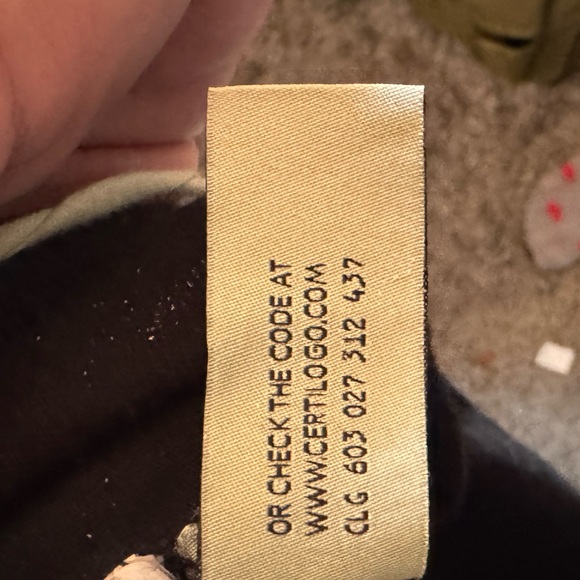 OR CHECK THE CODE AT
WWW.CERTILOGO.COM
CLG 603 027 312 437